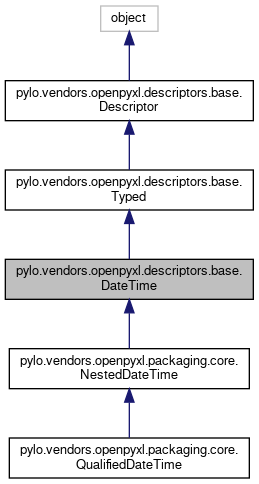 object
pylo.vendors.openpyxl.descriptors.base.
Descriptor
pylo.vendors.openpyxl.descriptors.base.
Typed
pylo.vendors.openpyxl.descriptors.base.
DateTime
pylo.vendors.openpyxl.packaging.core.
NestedDateTime
pylo.vendors.openpyxl.packaging.core.
QualifiedDateTime